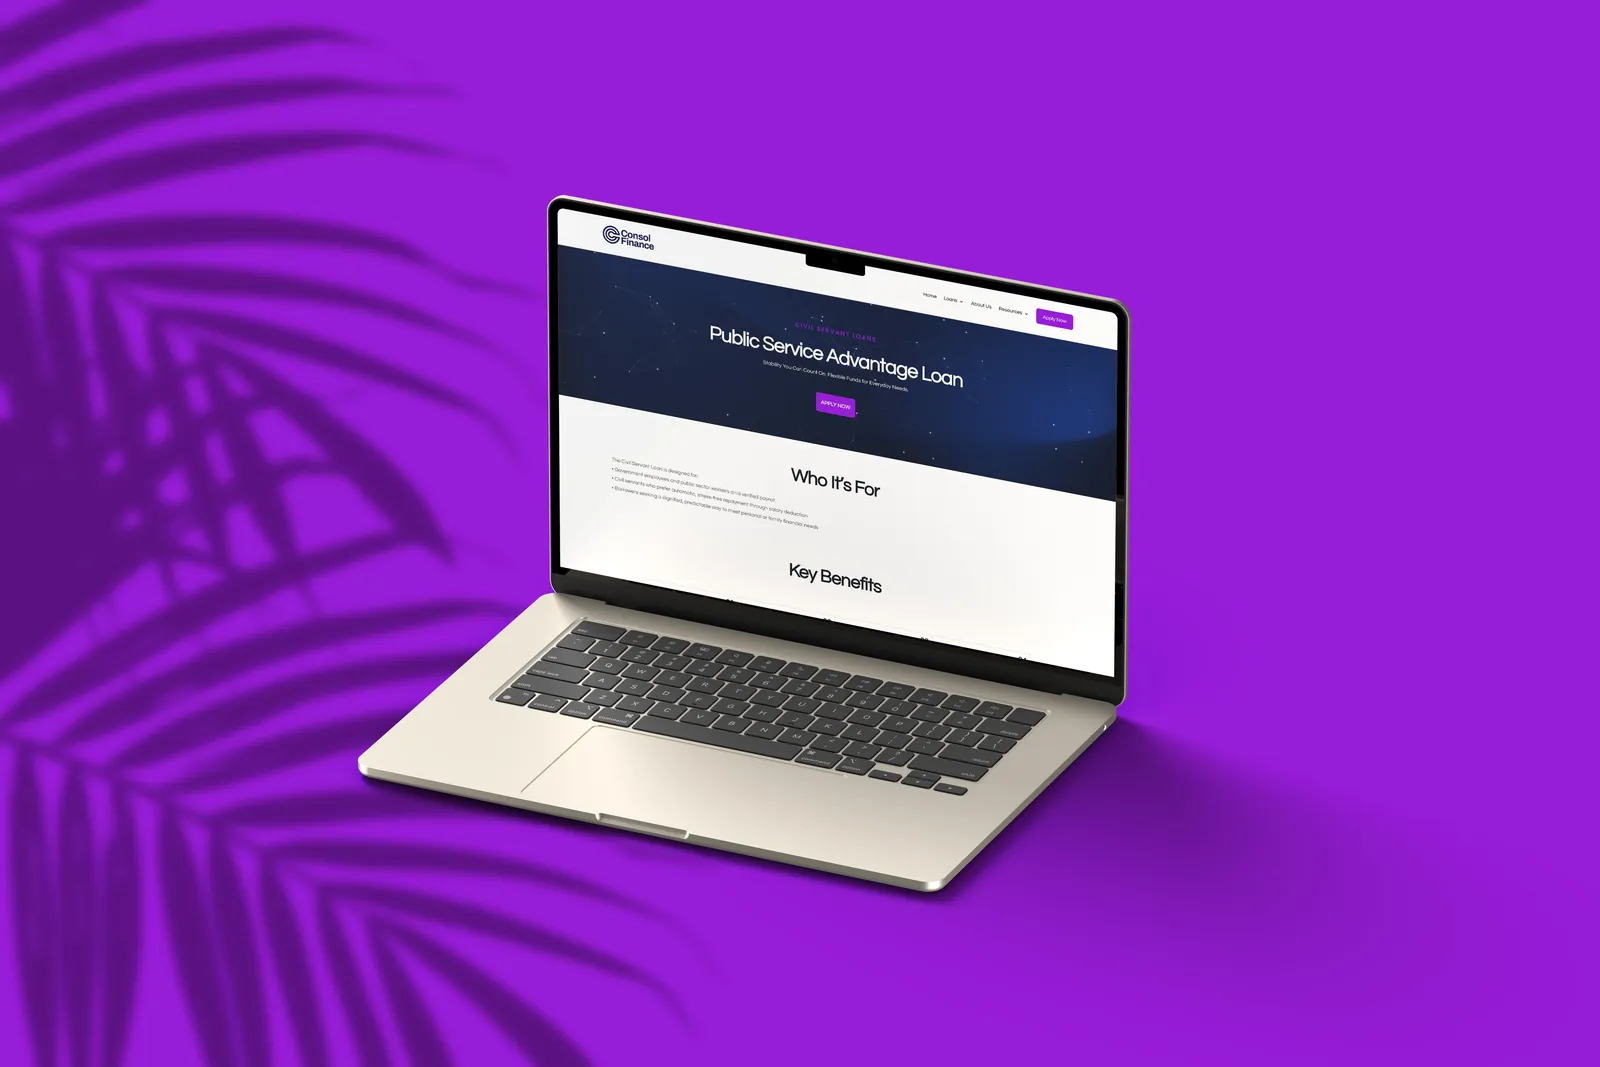 Consol
Finance
Home Loans About Us Resources Apply Now
CIVIL SERVANT LOANS
Public Service Advantage Loan
Stability You Can Count On. Flexible Funds for Everyday Needs.
APPLY NOW
Who It's For
The Civil Servant Loan is designed for:
• Government employees and public sector workers on a verified payroll
• Civil servants who prefer automatic, stress-free repayment through salary deduction
• Borrowers seeking a dignified, predictable way to meet personal or family financial needs
Key Benefits